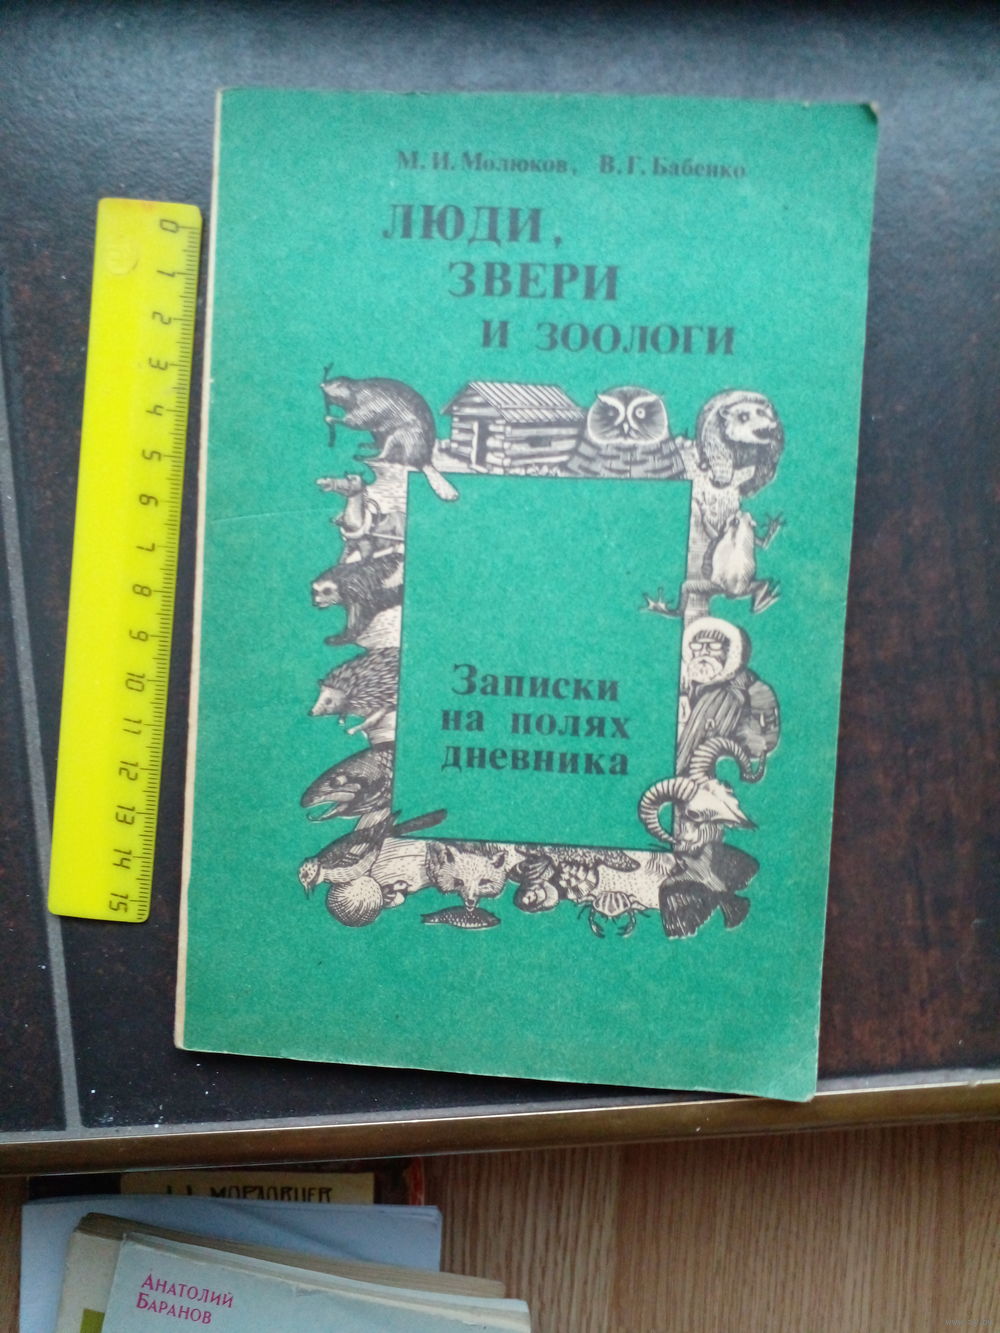 М. И. Молюков, В. Г. Бабенко
ЛЮДИ,
ЗВЕРИ
И ЗООЛОГИ
Записки
на полях
дневника
0 1 2 3 4 5 6 7 8 9 10 11 12 13 14 15
МОРДОВЦЕВ
АНАТОЛИЙ
БАРАНОВ